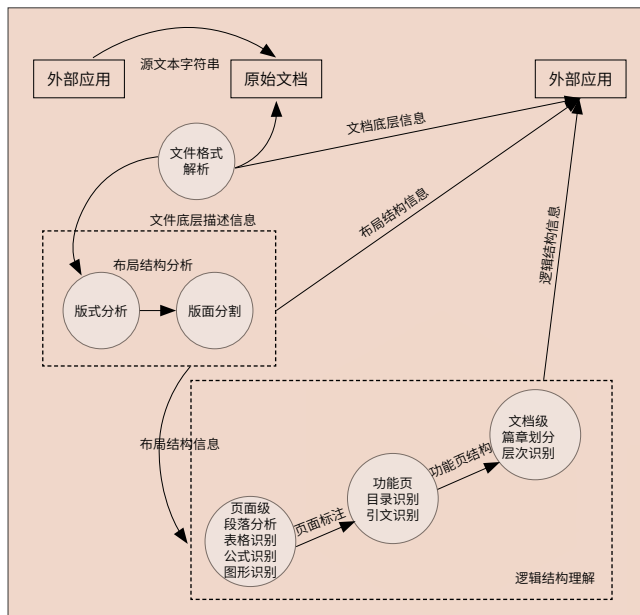 源文本字符串
外部应用
原始文档
外部应用
文档底层信息
文件格式
解析
布局结构信息
逻辑结构信息
文件底层描述信息
布局结构分析
版式分析
版面分割
布局结构信息
文档级
篇章划分
层次识别
功能页结构
功能页
目录识别
引文识别
页面标注
页面级
段落分析
表格识别
公式识别
图形识别
逻辑结构理解